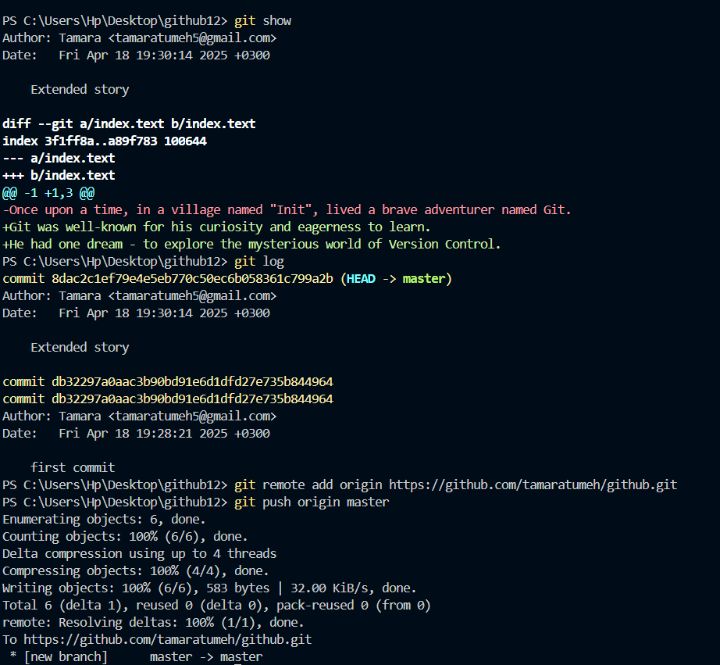 PS C:\Users\Hp\Desktop\github12> git show
Author: Tamara <tamaratumeh5@gmail.com>
Date:   Fri Apr 18 19:30:14 2025 +0300
    Extended story
diff --git a/index.text b/index.text
index 3f1ff8a..a89f783 100644
--- a/index.text
+++ b/index.text
@@ -1 +1,3 @@
-Once upon a time, in a village named "Init", lived a brave adventurer named Git.
+Git was well-known for his curiosity and eagerness to learn.
+He had one dream - to explore the mysterious world of Version Control.
PS C:\Users\Hp\Desktop\github12> git log
commit 8dac2c1ef79e4e5eb770c50ec6b058361c799a2b (HEAD -> master)
Author: Tamara <tamaratumeh5@gmail.com>
Date:   Fri Apr 18 19:30:14 2025 +0300
    Extended story
commit db32297a0aac3b90bd91e6d1dfd27e735b844964
commit db32297a0aac3b90bd91e6d1dfd27e735b844964
Author: Tamara <tamaratumeh5@gmail.com>
Date:   Fri Apr 18 19:28:21 2025 +0300
    first commit
PS C:\Users\Hp\Desktop\github12> git remote add origin https://github.com/tamaratumeh/github.git
PS C:\Users\Hp\Desktop\github12> git push origin master
Enumerating objects: 6, done.
Counting objects: 100% (6/6), done.
Delta compression using up to 4 threads
Compressing objects: 100% (4/4), done.
Writing objects: 100% (6/6), 583 bytes | 32.00 KiB/s, done.
Total 6 (delta 1), reused 0 (delta 0), pack-reused 0 (from 0)
remote: Resolving deltas: 100% (1/1), done.
To https://github.com/tamaratumeh/github.git
 * [new branch]      master -> master